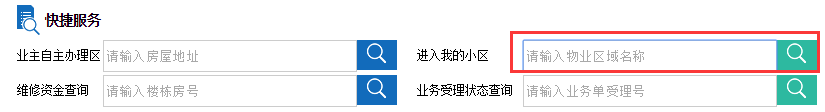 快捷服务
业主自主办理区 请输入房屋地址 进入我的小区 请输入物业区域名称
维修资金查询 请输入楼栋房号 业务受理状态查询 请输入业务单受理号